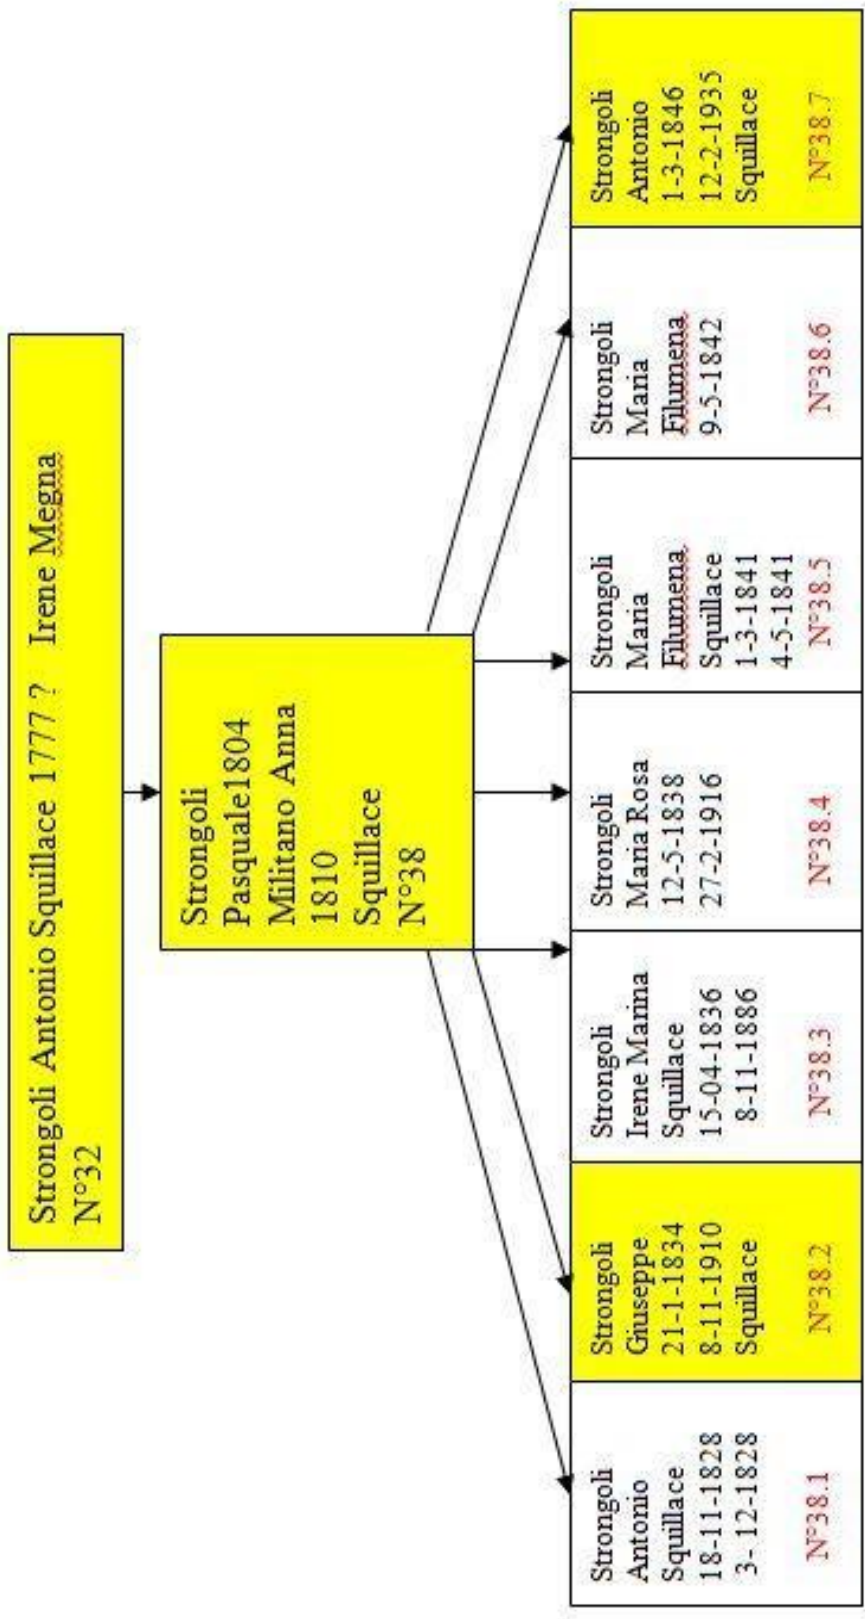 Strongoli Antonio Squillace 1777 ? Irene Megna
N°32
Strongoli
Pasquale1804
Militano Anna
1810
Squillace
N°38
Strongoli
Antonio
Squillace
18-11-1828
3- 12-1828
N°38.1
Strongoli
Giuseppe
21-1-1834
8-11-1910
Squillace
N°38.2
Strongoli
Irene Marina
Squillace
15-04-1836
8-11-1886
N°38.3
Strongoli
Maria Rosa
12-5-1838
27-2-1916
N°38.4
Strongoli
Maria
Filumena
Squillace
1-3-1841
4-5-1841
N°38.5
Strongoli
Maria
Filumena
9-5-1842
N°38.6
Strongoli
Antonio
1-3-1846
12-2-1935
Squillace
N°38.7